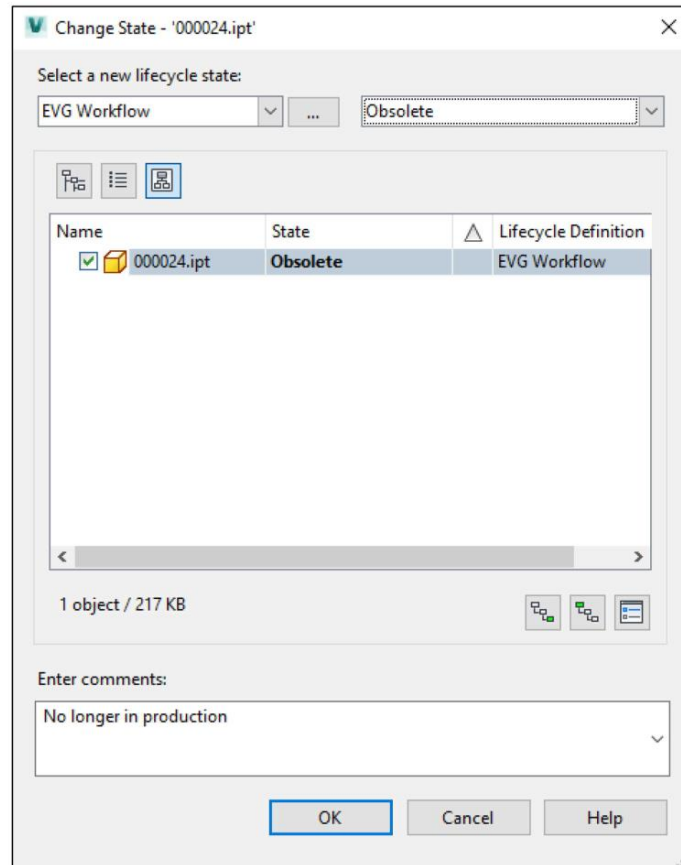 Change State - '000024.ipt'
Select a new lifecycle state:
EVG Workflow ... Obsolete
Name State Lifecycle Definition
000024.ipt Obsolete EVG Workflow
1 object / 217 KB
Enter comments:
No longer in production
OK Cancel Help